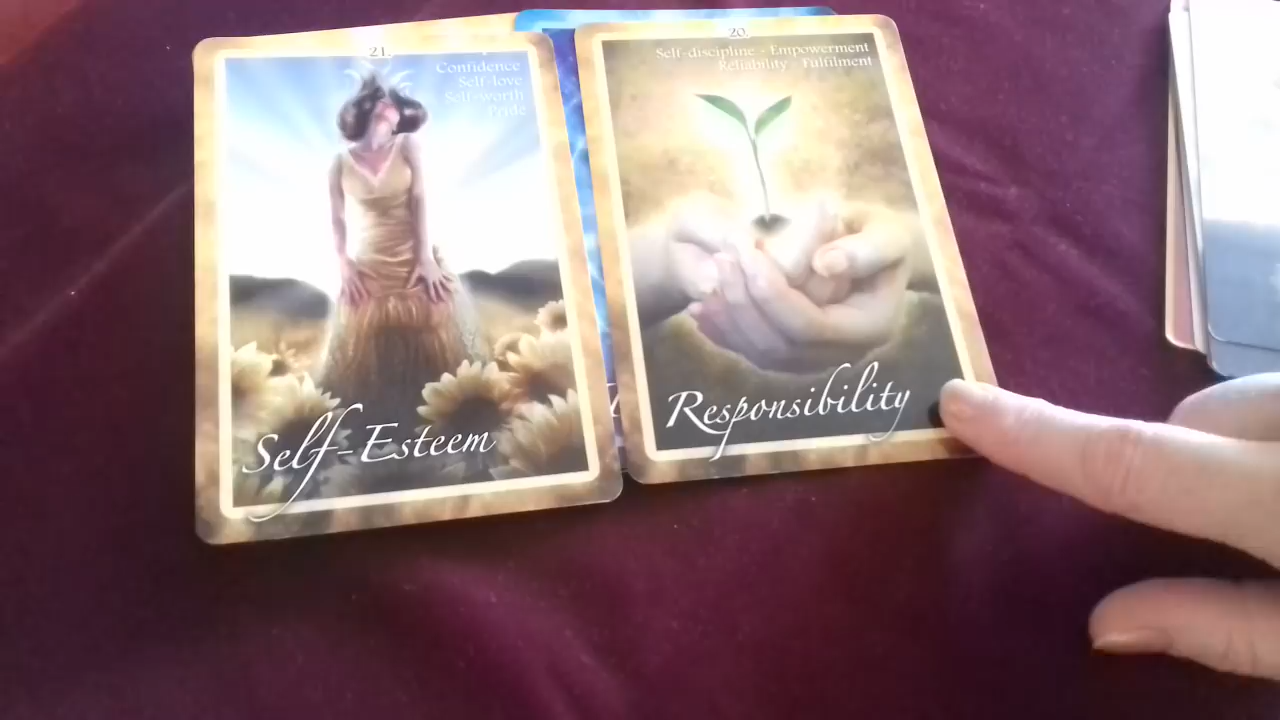 21.
Confidence
Self-love
Self-worth
Pride
Self-Esteem
20.
Self-discipline - Empowerment
Reliability - Fulfilment
Responsibility